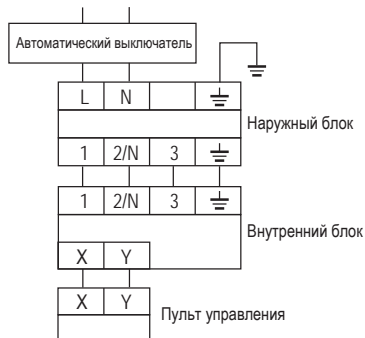 Автоматический выключатель
L N
Наружный блок
1 2/N 3
1 2/N 3
Внутренний блок
X Y
X Y
Пульт управления